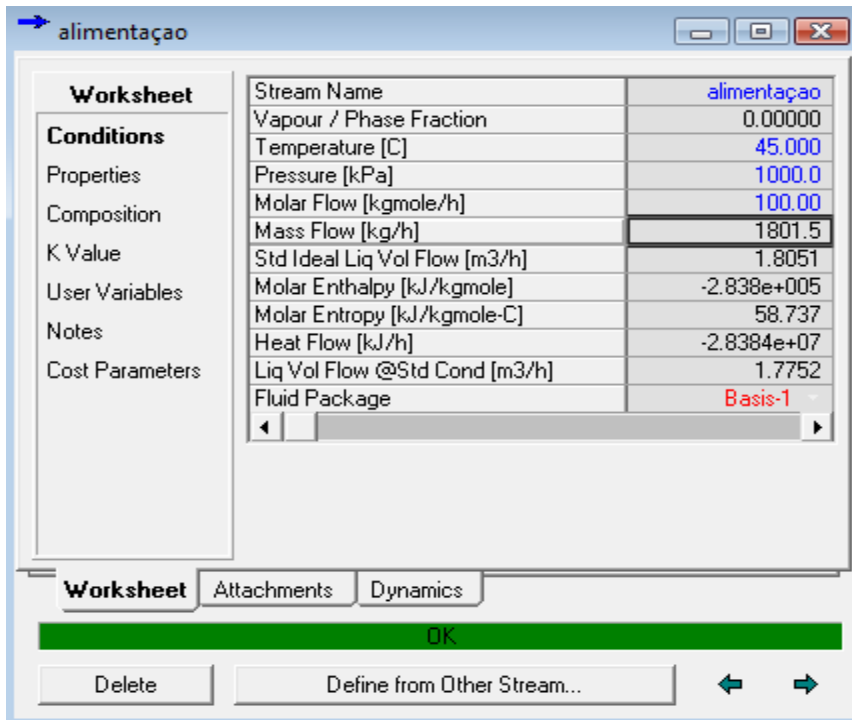 alimentaçao
Worksheet
Conditions
Properties
Composition
K Value
User Variables
Notes
Cost Parameters
Stream Name alimentaçao
Vapour / Phase Fraction 0.00000
Temperature [C] 45.000
Pressure [kPa] 1000.0
Molar Flow [kgmole/h] 100.00
Mass Flow [kg/h] 1801.5
Std Ideal Liq Vol Flow [m3/h] 1.8051
Molar Enthalpy [kJ/kgmole] -2.838e+005
Molar Entropy [kJ/kgmole-C] 58.737
Heat Flow [kJ/h] -2.8384e+07
Liq Vol Flow @Std Cond [m3/h] 1.7752
Fluid Package Basis-1
Worksheet Attachments Dynamics
OK
Delete Define from Other Stream...